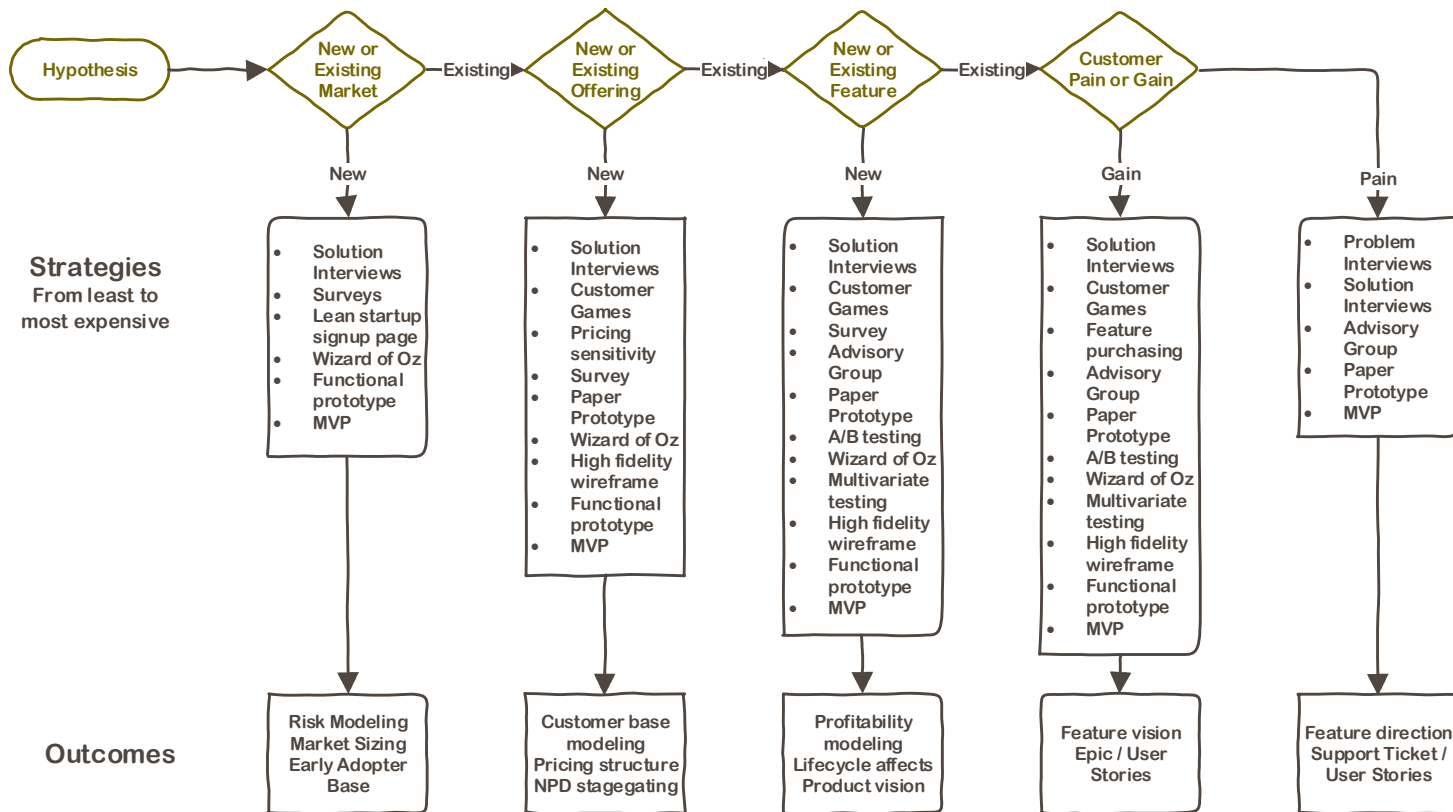 Hypothesis
New or
Existing
Market
Existing
New or
Existing
Offering
Existing
New or
Existing
Feature
Existing
Customer
Pain or Gain
New
New
New
Gain
Pain
Strategies
From least to
most expensive
• Solution
Interviews
• Surveys
• Lean startup
signup page
• Wizard of Oz
• Functional
prototype
• MVP
• Solution
Interviews
• Customer
Games
• Pricing
sensitivity
• Survey
• Paper
Prototype
• Wizard of Oz
• High fidelity
wireframe
• Functional
prototype
• MVP
• Solution
Interviews
• Customer
Games
• Survey
• Advisory
Group
• Paper
Prototype
• A/B testing
• Wizard of Oz
• Multivariate
testing
• High fidelity
wireframe
• Functional
prototype
• MVP
• Solution
Interviews
• Customer
Games
• Feature
purchasing
• Advisory
Group
• Paper
Prototype
• A/B testing
• Wizard of Oz
• Multivariate
testing
• High fidelity
wireframe
• Functional
prototype
• MVP
• Problem
Interviews
• Solution
Interviews
• Advisory
Group
• Paper
Prototype
• MVP
Outcomes
Risk Modeling
Market Sizing
Early Adopter
Base
Customer base
modeling
Pricing structure
NPD stagegating
Profitability
modeling
Lifecycle affects
Product vision
Feature vision
Epic / User
Stories
Feature direction
Support Ticket /
User Stories